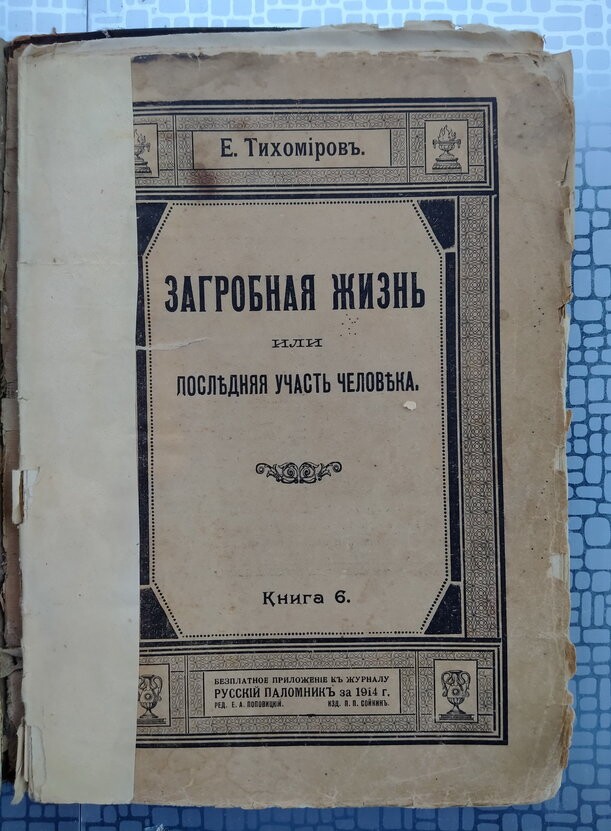 Е. Тихомiровъ.
ЗАГРОБНАЯ ЖИЗНЬ
или
ПОСЛѢДНЯЯ УЧАСТЬ ЧЕЛОВѢКА.
Книга 6.
БЕЗПЛАТНОЕ ПРИЛОЖЕНІЕ КЪ ЖУРНАЛУ
РУССКІЙ ПАЛОМНИКЪ за 1914 г.
РЕД. Е. А. ПОПОВИЦКІЙ. ИЗД. П. П. СОЙКИНЪ.